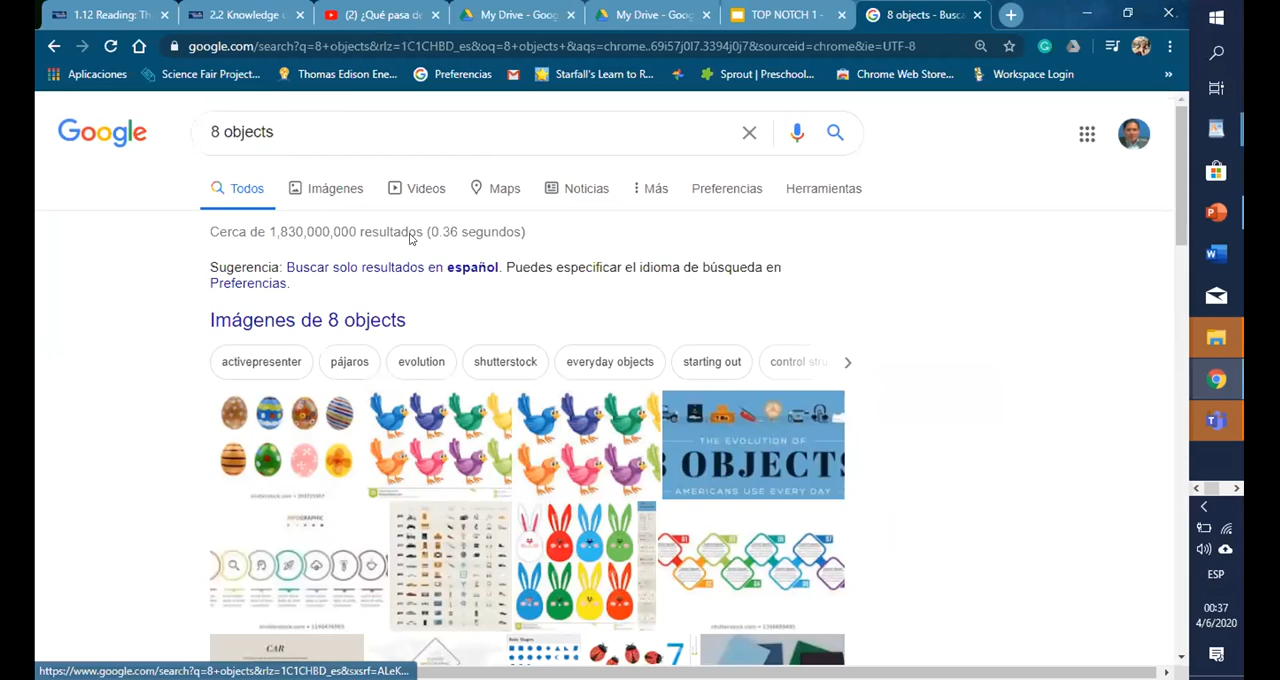 1.12 Reading: Th
2.2 Knowledge
(2) ¿Qué pasa de
My Drive - Goog
My Drive - Goog
TOP NOTCH 1 -
8 objects - Busc
google.com/search?q=8+objects&rlz=1C1CHBD_es&oq=8+objects+&aqs=chrome..69i57j0l7.3394j0j7&sourceid=chrome&ie=UTF-8
Aplicaciones
Science Fair Project...
Thomas Edison Ene...
Preferencias
Starfall's Learn to R...
Sprout | Preschool...
Chrome Web Store...
Workspace Login
»
Google
8 objects
Todos
Imágenes
Videos
Maps
Noticias
Más
Preferencias
Herramientas
Cerca de 1,830,000,000 resultados (0.36 segundos)
Sugerencia: Buscar solo resultados en español. Puedes especificar el idioma de búsqueda en
Preferencias.
Imágenes de 8 objects
activepresenter
pájaros
evolution
shutterstock
everyday objects
starting out
control stru
THE EVOLUTION OF
8 OBJECTS
AMERICANS USE EVERY DAY
INFOGRAPHIC
CAR
Basic Shapes
7
ESP
00:37
4/6/2020
https://www.google.com/search?q=8+objects&rlz=1C1CHBD_es&sxsrf=ALeK...